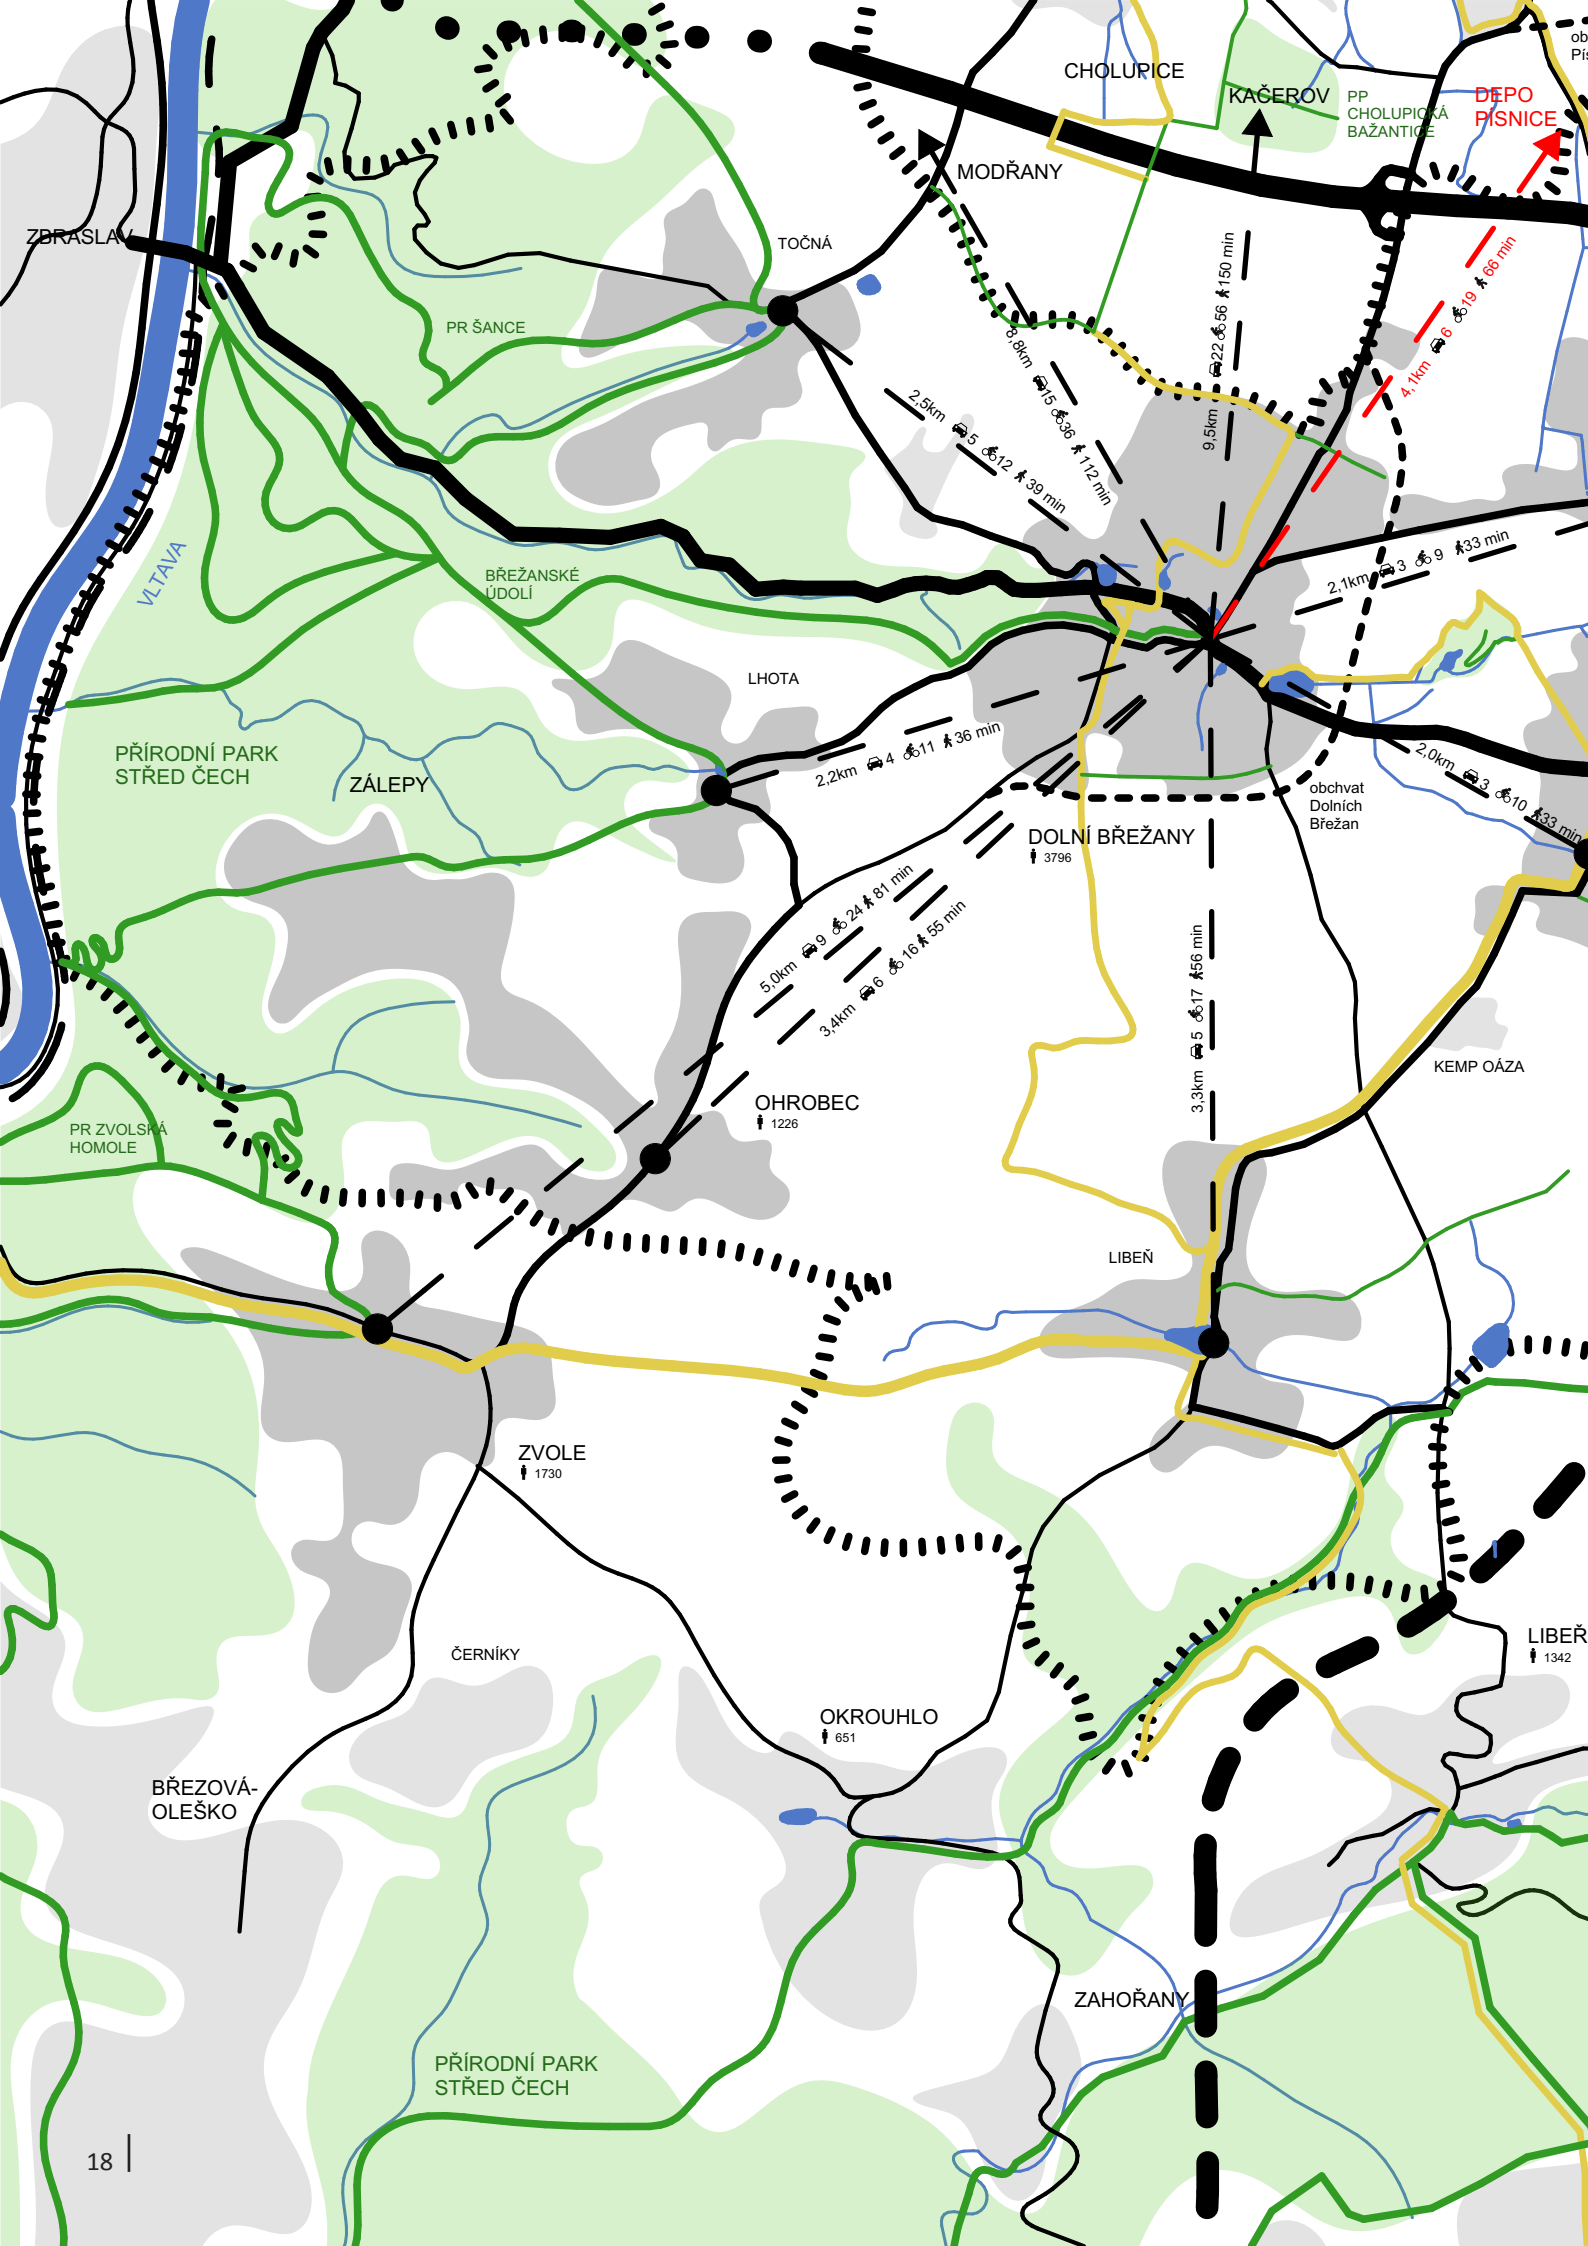 ob
Pís
CHOLUPICE
KAČEROV
PP
CHOLUPICKÁ
BAŽANTICE
DEPO
PÍSNICE
MODŘANY
ZBRASLAV
TOČNÁ
PR ŠANCE
9,5km 22 56 150 min
4,1km 6 19 66 min
8,8km 15 36 112 min
2,5km 5 12 39 min
2,1km 3 9 33 min
VLTAVA
BŘEŽANSKÉ
ÚDOLÍ
LHOTA
2,2km 4 11 36 min
2,0km 3 10 33 min
PŘÍRODNÍ PARK
STŘED ČECH
ZÁLEPY
obchvat
Dolních
Břežan
DOLNÍ BŘEŽANY
3796
5,0km 9 24 81 min
3,4km 6 16 55 min
3,3km 5 17 56 min
KEMP OÁZA
OHROBEC
1226
PR ZVOLSKÁ
HOMOLE
LIBEŇ
ZVOLE
1730
ČERNÍKY
LIBEŘ
1342
OKROUHLO
651
BŘEZOVÁ-
OLEŠKO
ZAHOŘANY
PŘÍRODNÍ PARK
STŘED ČECH
18